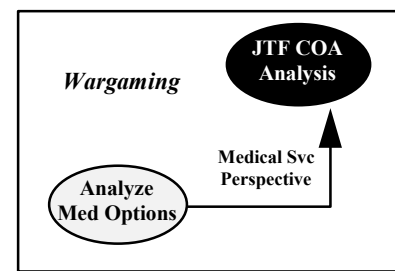 JTF COA
Analysis
Wargaming
Medical Svc
Perspective
Analyze
Med Options